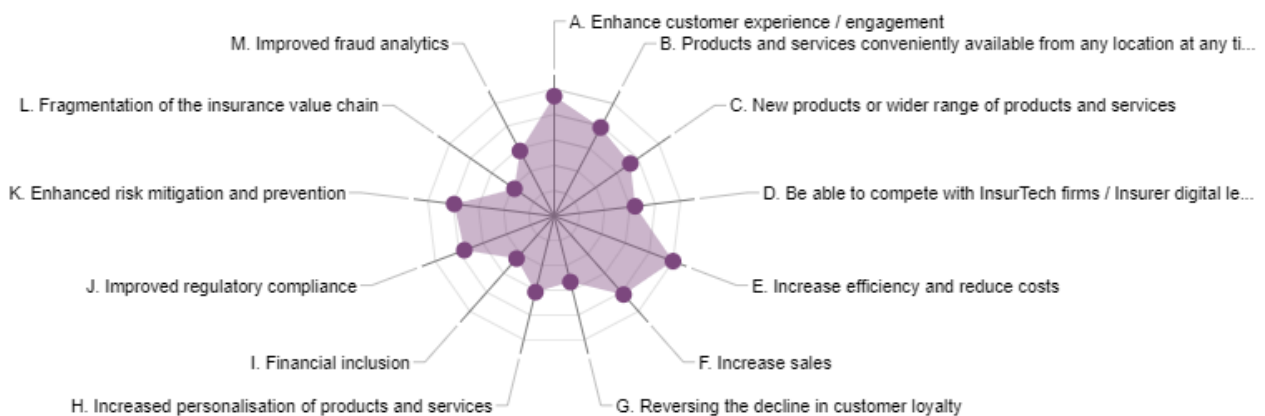 A. Enhance customer experience / engagement
B. Products and services conveniently available from any location at any ti...
C. New products or wider range of products and services
D. Be able to compete with InsurTech firms / Insurer digital le...
E. Increase efficiency and reduce costs
F. Increase sales
G. Reversing the decline in customer loyalty
H. Increased personalisation of products and services
I. Financial inclusion
J. Improved regulatory compliance
K. Enhanced risk mitigation and prevention
L. Fragmentation of the insurance value chain
M. Improved fraud analytics